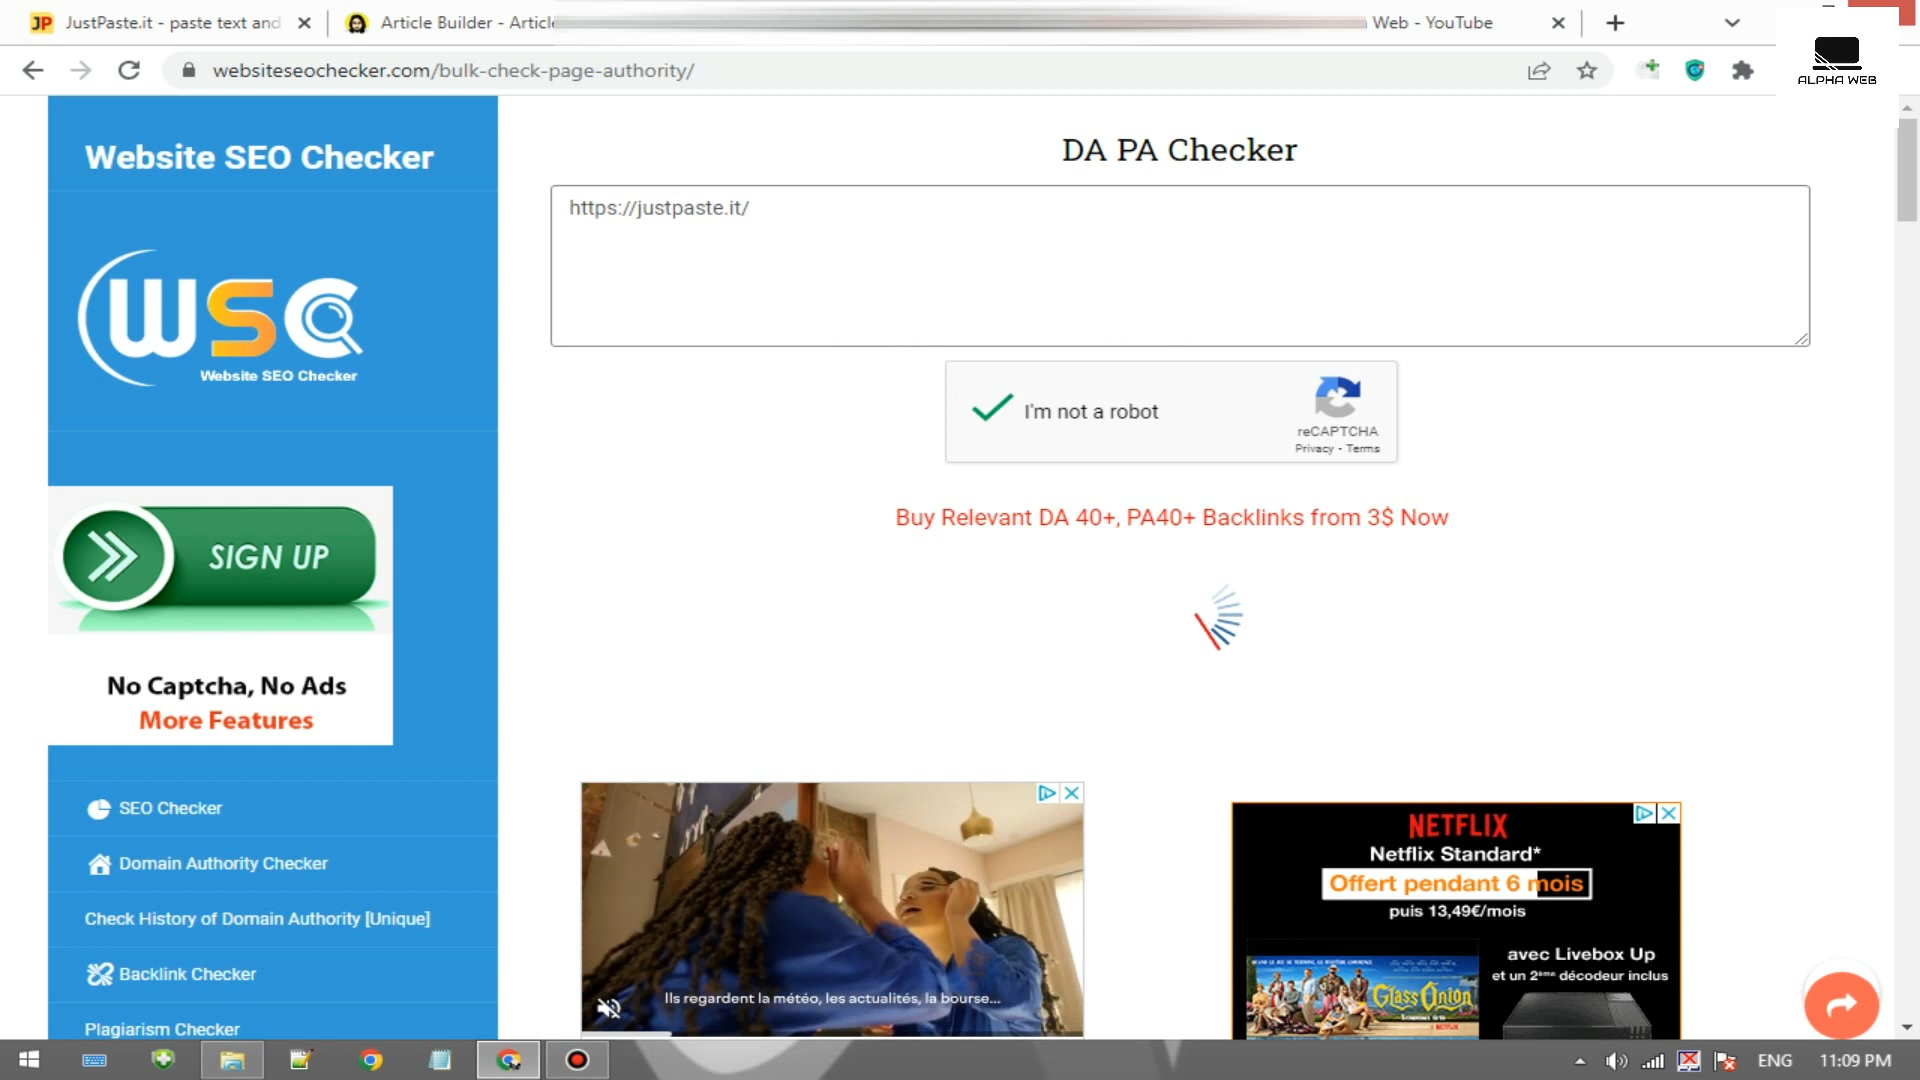 JustPaste.it - paste text and
Article Builder - Article
Web - YouTube
websiteseochecker.com/bulk-check-page-authority/
ALPHA WEB
Website SEO Checker
WSC
Website SEO Checker
SIGN UP
No Captcha, No Ads
More Features
SEO Checker
Domain Authority Checker
Check History of Domain Authority [Unique]
Backlink Checker
Plagiarism Checker
DA PA Checker
https://justpaste.it/
I'm not a robot
reCAPTCHA
Privacy - Terms
Buy Relevant DA 40+, PA40+ Backlinks from 3$ Now
Ils regardent la météo, les actualités, la bourse...
NETFLIX
Netflix Standard*
Offert pendant 6 mois
puis 13,49€/mois
avec Livebox Up
et un 2ème décodeur inclus
Glass Onion
NETFLIX
ENG
11:09 PM